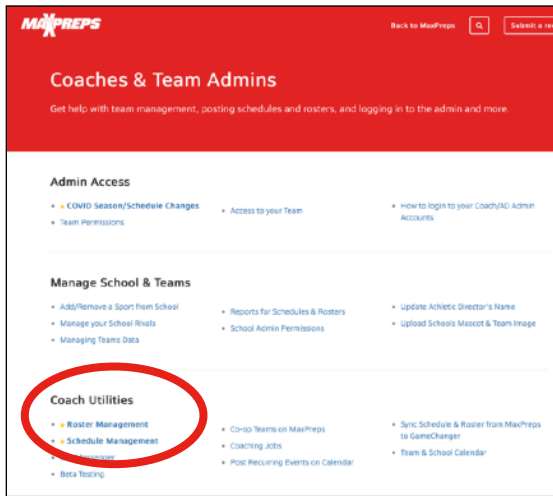 MAXPREPS
Back to MaxPreps
Submit a re
Coaches & Team Admins
Get help with team management, posting schedules and rosters, and logging in to the admin and more.
Admin Access
COVID Season/Schedule Changes
Team Permissions
Access to your Team
How to login to your Coach/AD Admin
Accounts
Manage School & Teams
Add/Remove a Sport from School
Manage your School Rivals
Managing Teams Data
Reports for Schedules & Rosters
School Admin Permissions
Update Athletic Director's Name
Upload Schools Mascot & Team Image
Coach Utilities
Roster Management
Schedule Management
Beta Testing
Co-op Teams on MaxPreps
Coaching Jobs
Post Recurring Events on Calendar
Sync Schedule & Roster from MaxPreps
to GameChanger
Team & School Calendar